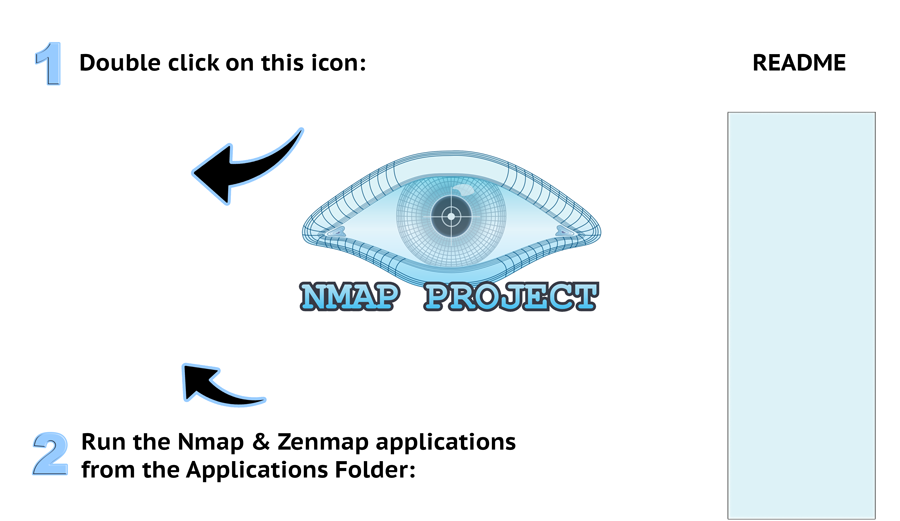 1 Double click on this icon:
README
NMAP PROJECT
2 Run the Nmap & Zenmap applications
from the Applications Folder: